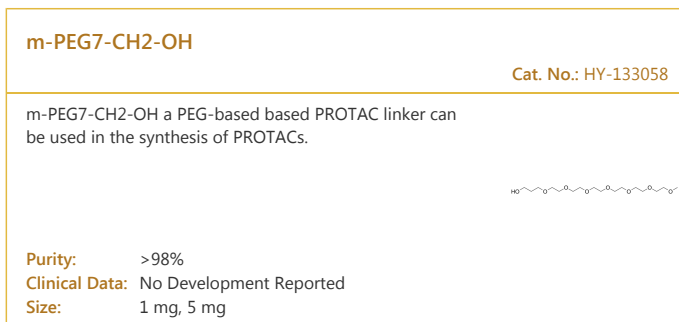 m-PEG7-CH2-OH
Cat. No.: HY-133058
m-PEG7-CH2-OH a PEG-based based PROTAC linker can
be used in the synthesis of PROTACs.
HO O O O O O O O
Purity: >98%
Clinical Data: No Development Reported
Size: 1 mg, 5 mg